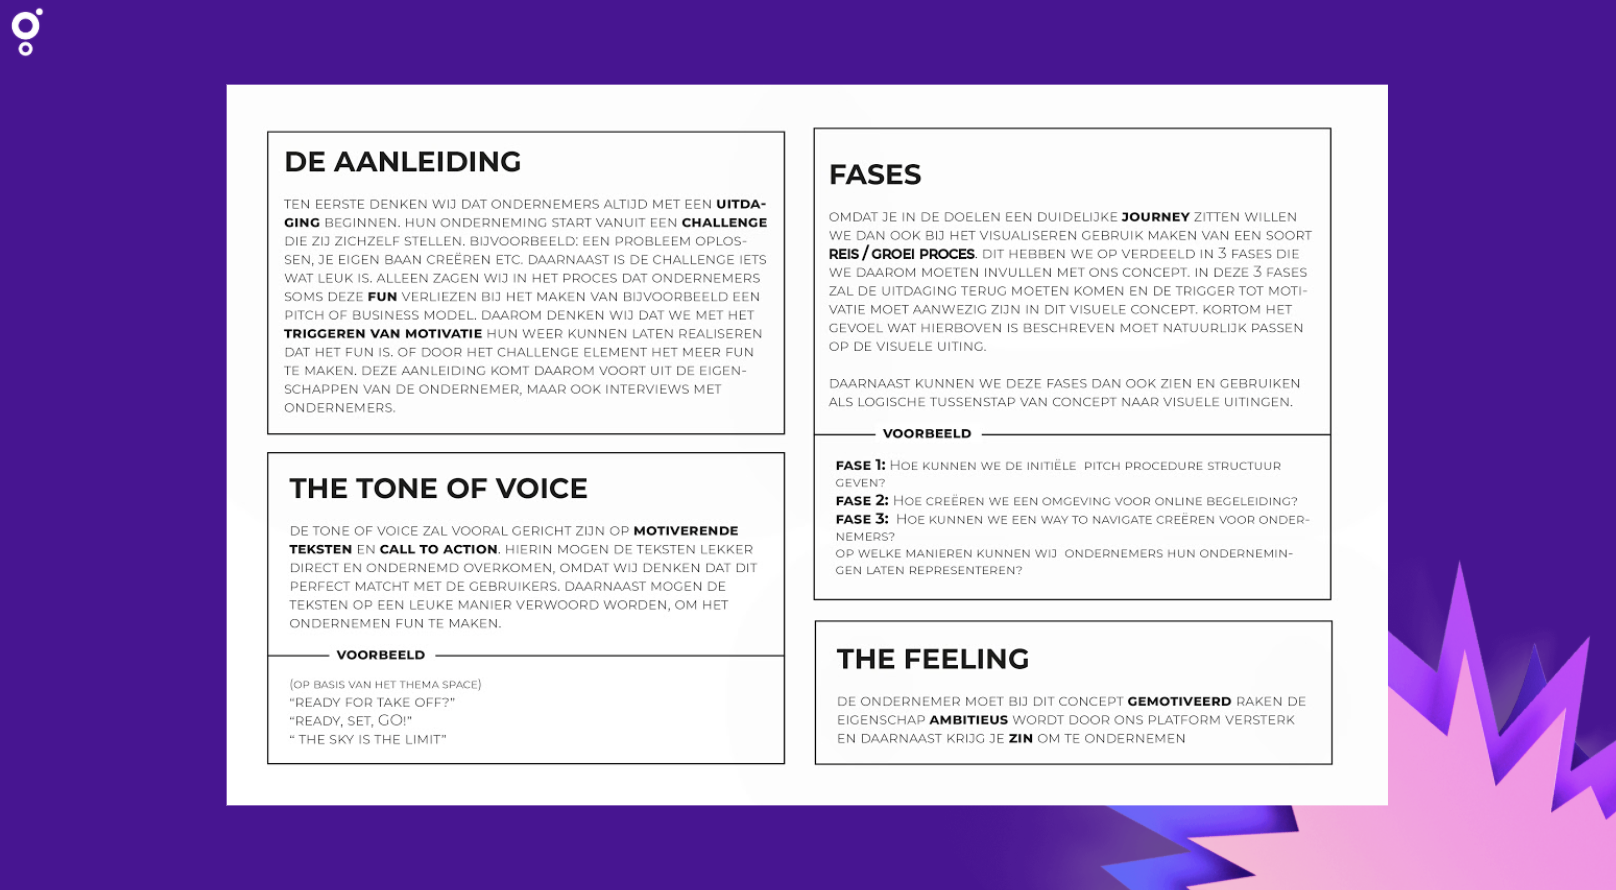 DE AANLEIDING
TEN EERSTE DENKEN WIJ DAT ONDERNEMERS ALTIJD MET EEN UITDA-
GING BEGINNEN. HUN ONDERNEMING START VANUIT EEN CHALLENGE
DIE ZIJ ZICHZELF STELLEN. BIJVOORBEELD: EEN PROBLEEM OPLOS-
SEN, JE EIGEN BAAN CREËREN ETC. DAARNAAST IS DE CHALLENGE IETS
WAT LEUK IS. ALLEEN ZAGEN WIJ IN HET PROCES DAT ONDERNEMERS
SOMS DEZE FUN VERLIEZEN BIJ HET MAKEN VAN BIJVOORBEELD EEN
PITCH OF BUSINESS MODEL. DAAROM DENKEN WIJ DAT WE MET HET
TRIGGEREN VAN MOTIVATIE HUN WEER KUNNEN LATEN REALISEREN
DAT HET FUN IS. OF DOOR HET CHALLENGE ELEMENT HET MEER FUN
TE MAKEN. DEZE AANLEIDING KOMT DAAROM VOORT UIT DE EIGEN-
SCHAPPEN VAN DE ONDERNEMER, MAAR OOK INTERVIEWS MET
ONDERNEMERS.
THE TONE OF VOICE
DE TONE OF VOICE ZAL VOORAL GERICHT ZIJN OP MOTIVERENDE
TEKSTEN EN CALL TO ACTION. HIERIN MOGEN DE TEKSTEN LEKKER
DIRECT EN ONDERNEMD OVERKOMEN, OMDAT WIJ DENKEN DAT DIT
PERFECT MATCHT MET DE GEBRUIKERS. DAARNAAST MOGEN DE
TEKSTEN OP EEN LEUKE MANIER VERWOORD WORDEN, OM HET
ONDERNEMEN FUN TE MAKEN.
VOORBEELD
(OP BASIS VAN HET THEMA SPACE)
“READY FOR TAKE OFF?”
“READY, SET, GO!”
“ THE SKY IS THE LIMIT”
FASES
OMDAT JE IN DE DOELEN EEN DUIDELIJKE JOURNEY ZITTEN WILLEN
WE DAN OOK BIJ HET VISUALISEREN GEBRUIK MAKEN VAN EEN SOORT
REIS / GROEI PROCES. DIT HEBBEN WE OP VERDEELD IN 3 FASES DIE
WE DAAROM MOETEN INVULLEN MET ONS CONCEPT. IN DEZE 3 FASES
ZAL DE UITDAGING TERUG MOETEN KOMEN EN DE TRIGGER TOT MOTI-
VATIE MOET AANWEZIG ZIJN IN DIT VISUELE CONCEPT. KORTOM HET
GEVOEL WAT HIERBOVEN IS BESCHREVEN MOET NATUURLIJK PASSEN
OP DE VISUELE UITING.
DAARNAAST KUNNEN WE DEZE FASES DAN OOK ZIEN EN GEBRUIKEN
ALS LOGISCHE TUSSENSTAP VAN CONCEPT NAAR VISUELE UITINGEN.
VOORBEELD
FASE 1: HOE KUNNEN WE DE INITIËLE PITCH PROCEDURE STRUCTUUR
GEVEN?
FASE 2: HOE CREËREN WE EEN OMGEVING VOOR ONLINE BEGELEIDING?
FASE 3: HOE KUNNEN WE EEN WAY TO NAVIGATE CREËREN VOOR ONDER-
NEMERS?
OP WELKE MANIEREN KUNNEN WIJ ONDERNEMERS HUN ONDERNEMIN-
GEN LATEN REPRESENTEREN?
THE FEELING
DE ONDERNEMER MOET BIJ DIT CONCEPT GEMOTIVEERD RAKEN DE
EIGENSCHAP AMBITIEUS WORDT DOOR ONS PLATFORM VERSTERK
EN DAARNAAST KRIJG JE ZIN OM TE ONDERNEMEN